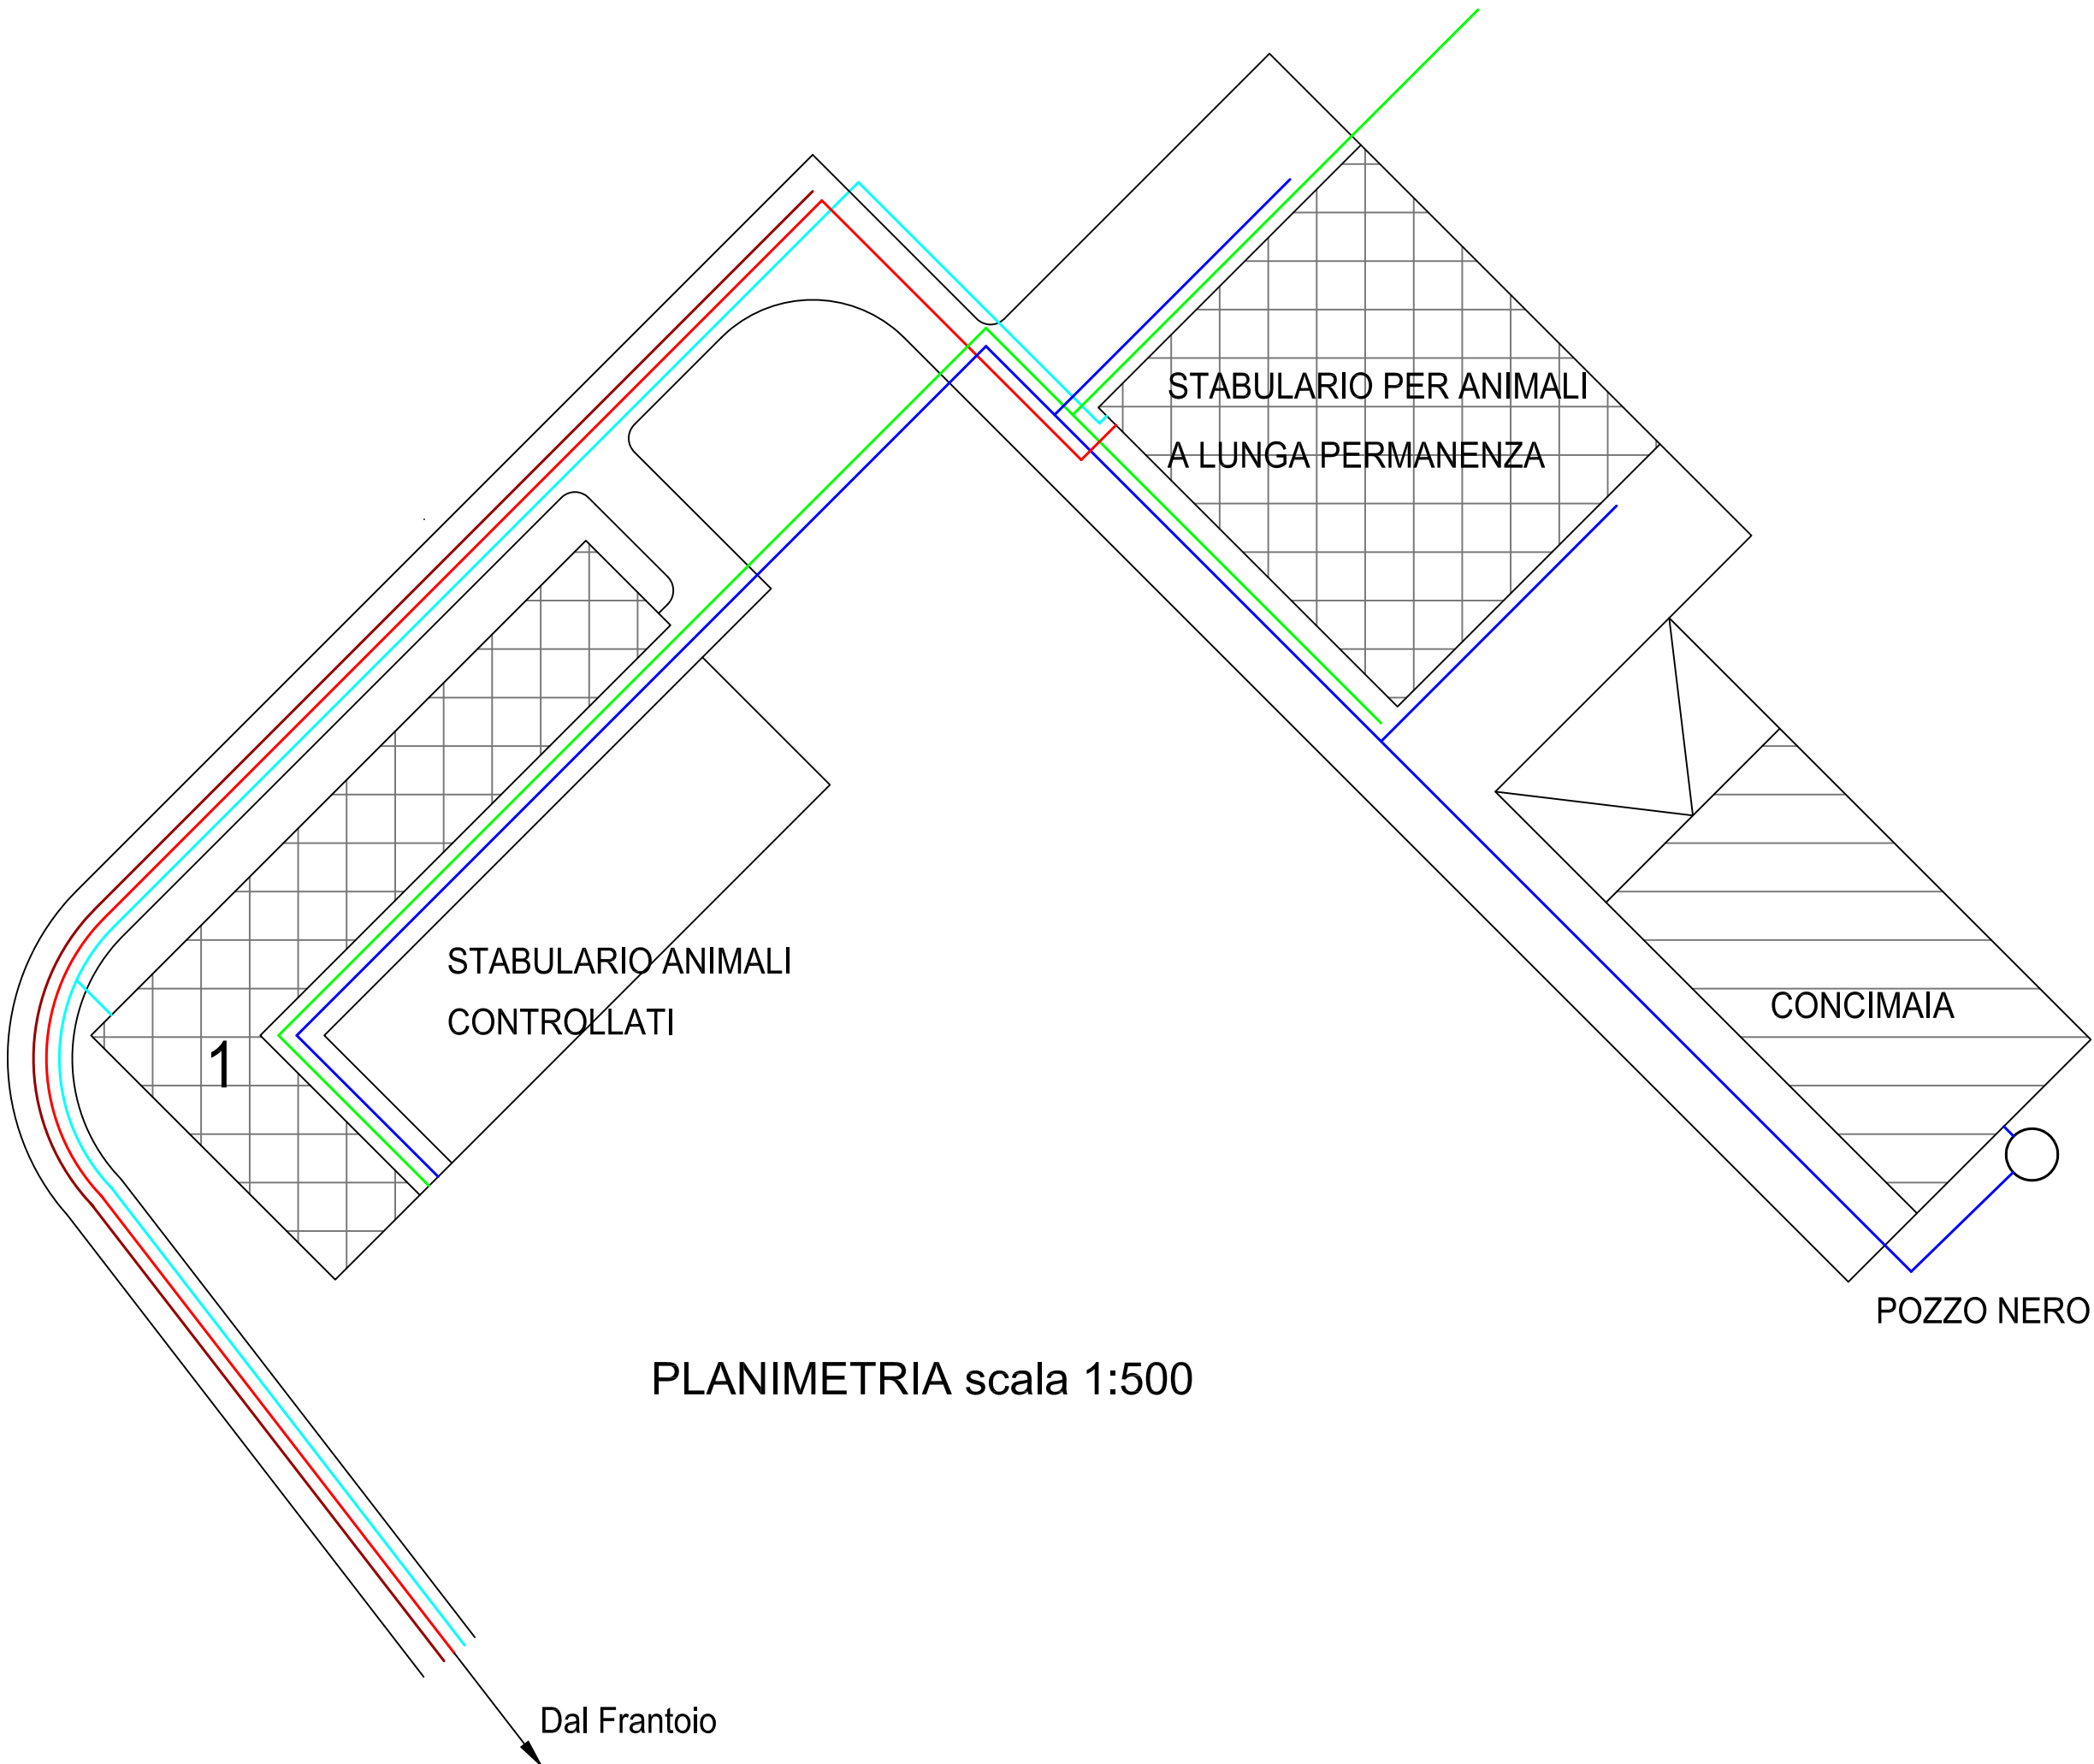 STABULARIO PER ANIMALI
A LUNGA PERMANENZA
STABULARIO ANIMALI
CONTROLLATI
CONCIMAIA
1
POZZO NERO
PLANIMETRIA scala 1:500
Dal Frantoio